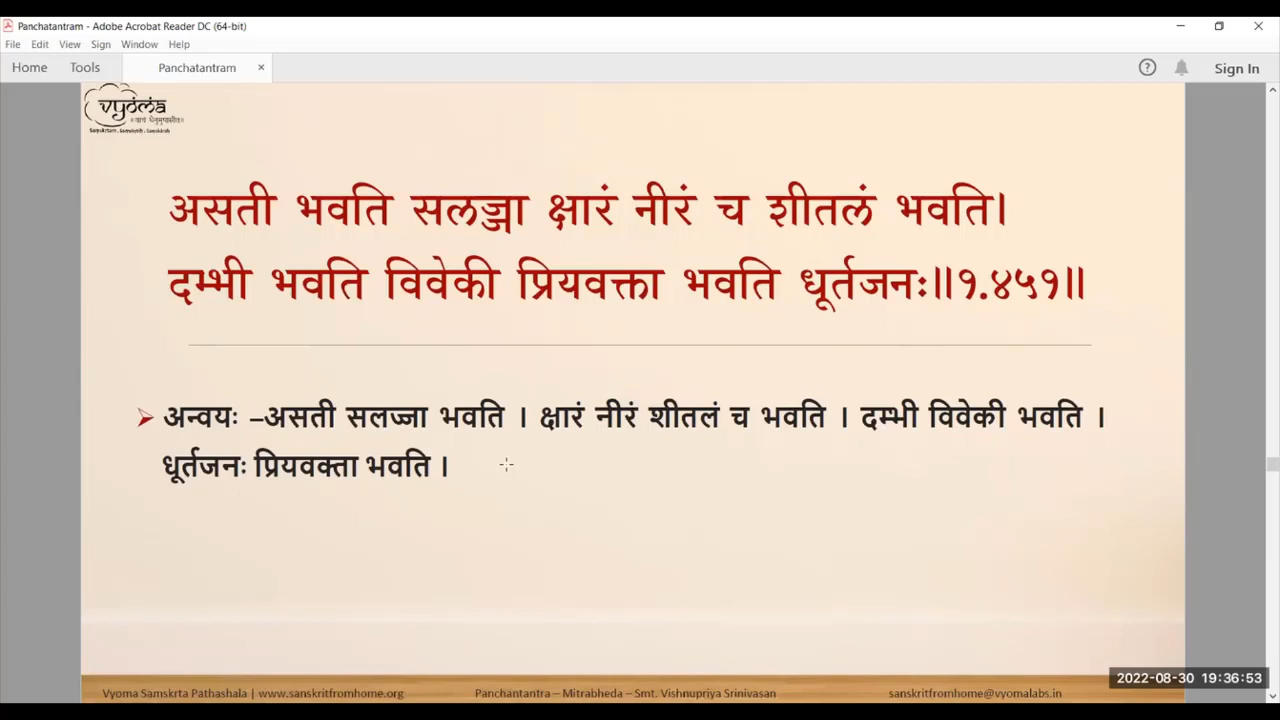 Panchatantram - Adobe Acrobat Reader DC (64-bit)
File Edit View Sign Window Help
Home Tools Panchatantram × Sign In
vyoma
॥वाचं धेनुमुपासीत॥
Samskrtam. Samskrti. Samskarah
असती भवति सलज्जा क्षारं नीरं च शीतलं भवति।
दम्भी भवति विवेकी प्रियवक्ता भवति धूर्तजनः॥१.४५१॥
अन्वयः –असती सलज्जा भवति । क्षारं नीरं शीतलं च भवति । दम्भी विवेकी भवति ।
धूर्तजनः प्रियवक्ता भवति ।
2022-08-30 19:36:53
Vyoma Samskrta Pathashala | www.sanskritfromhome.org Panchantantra – Mitrabheda – Smt. Vishnupriya Srinivasan sanskritfromhome@vyomalabs.in